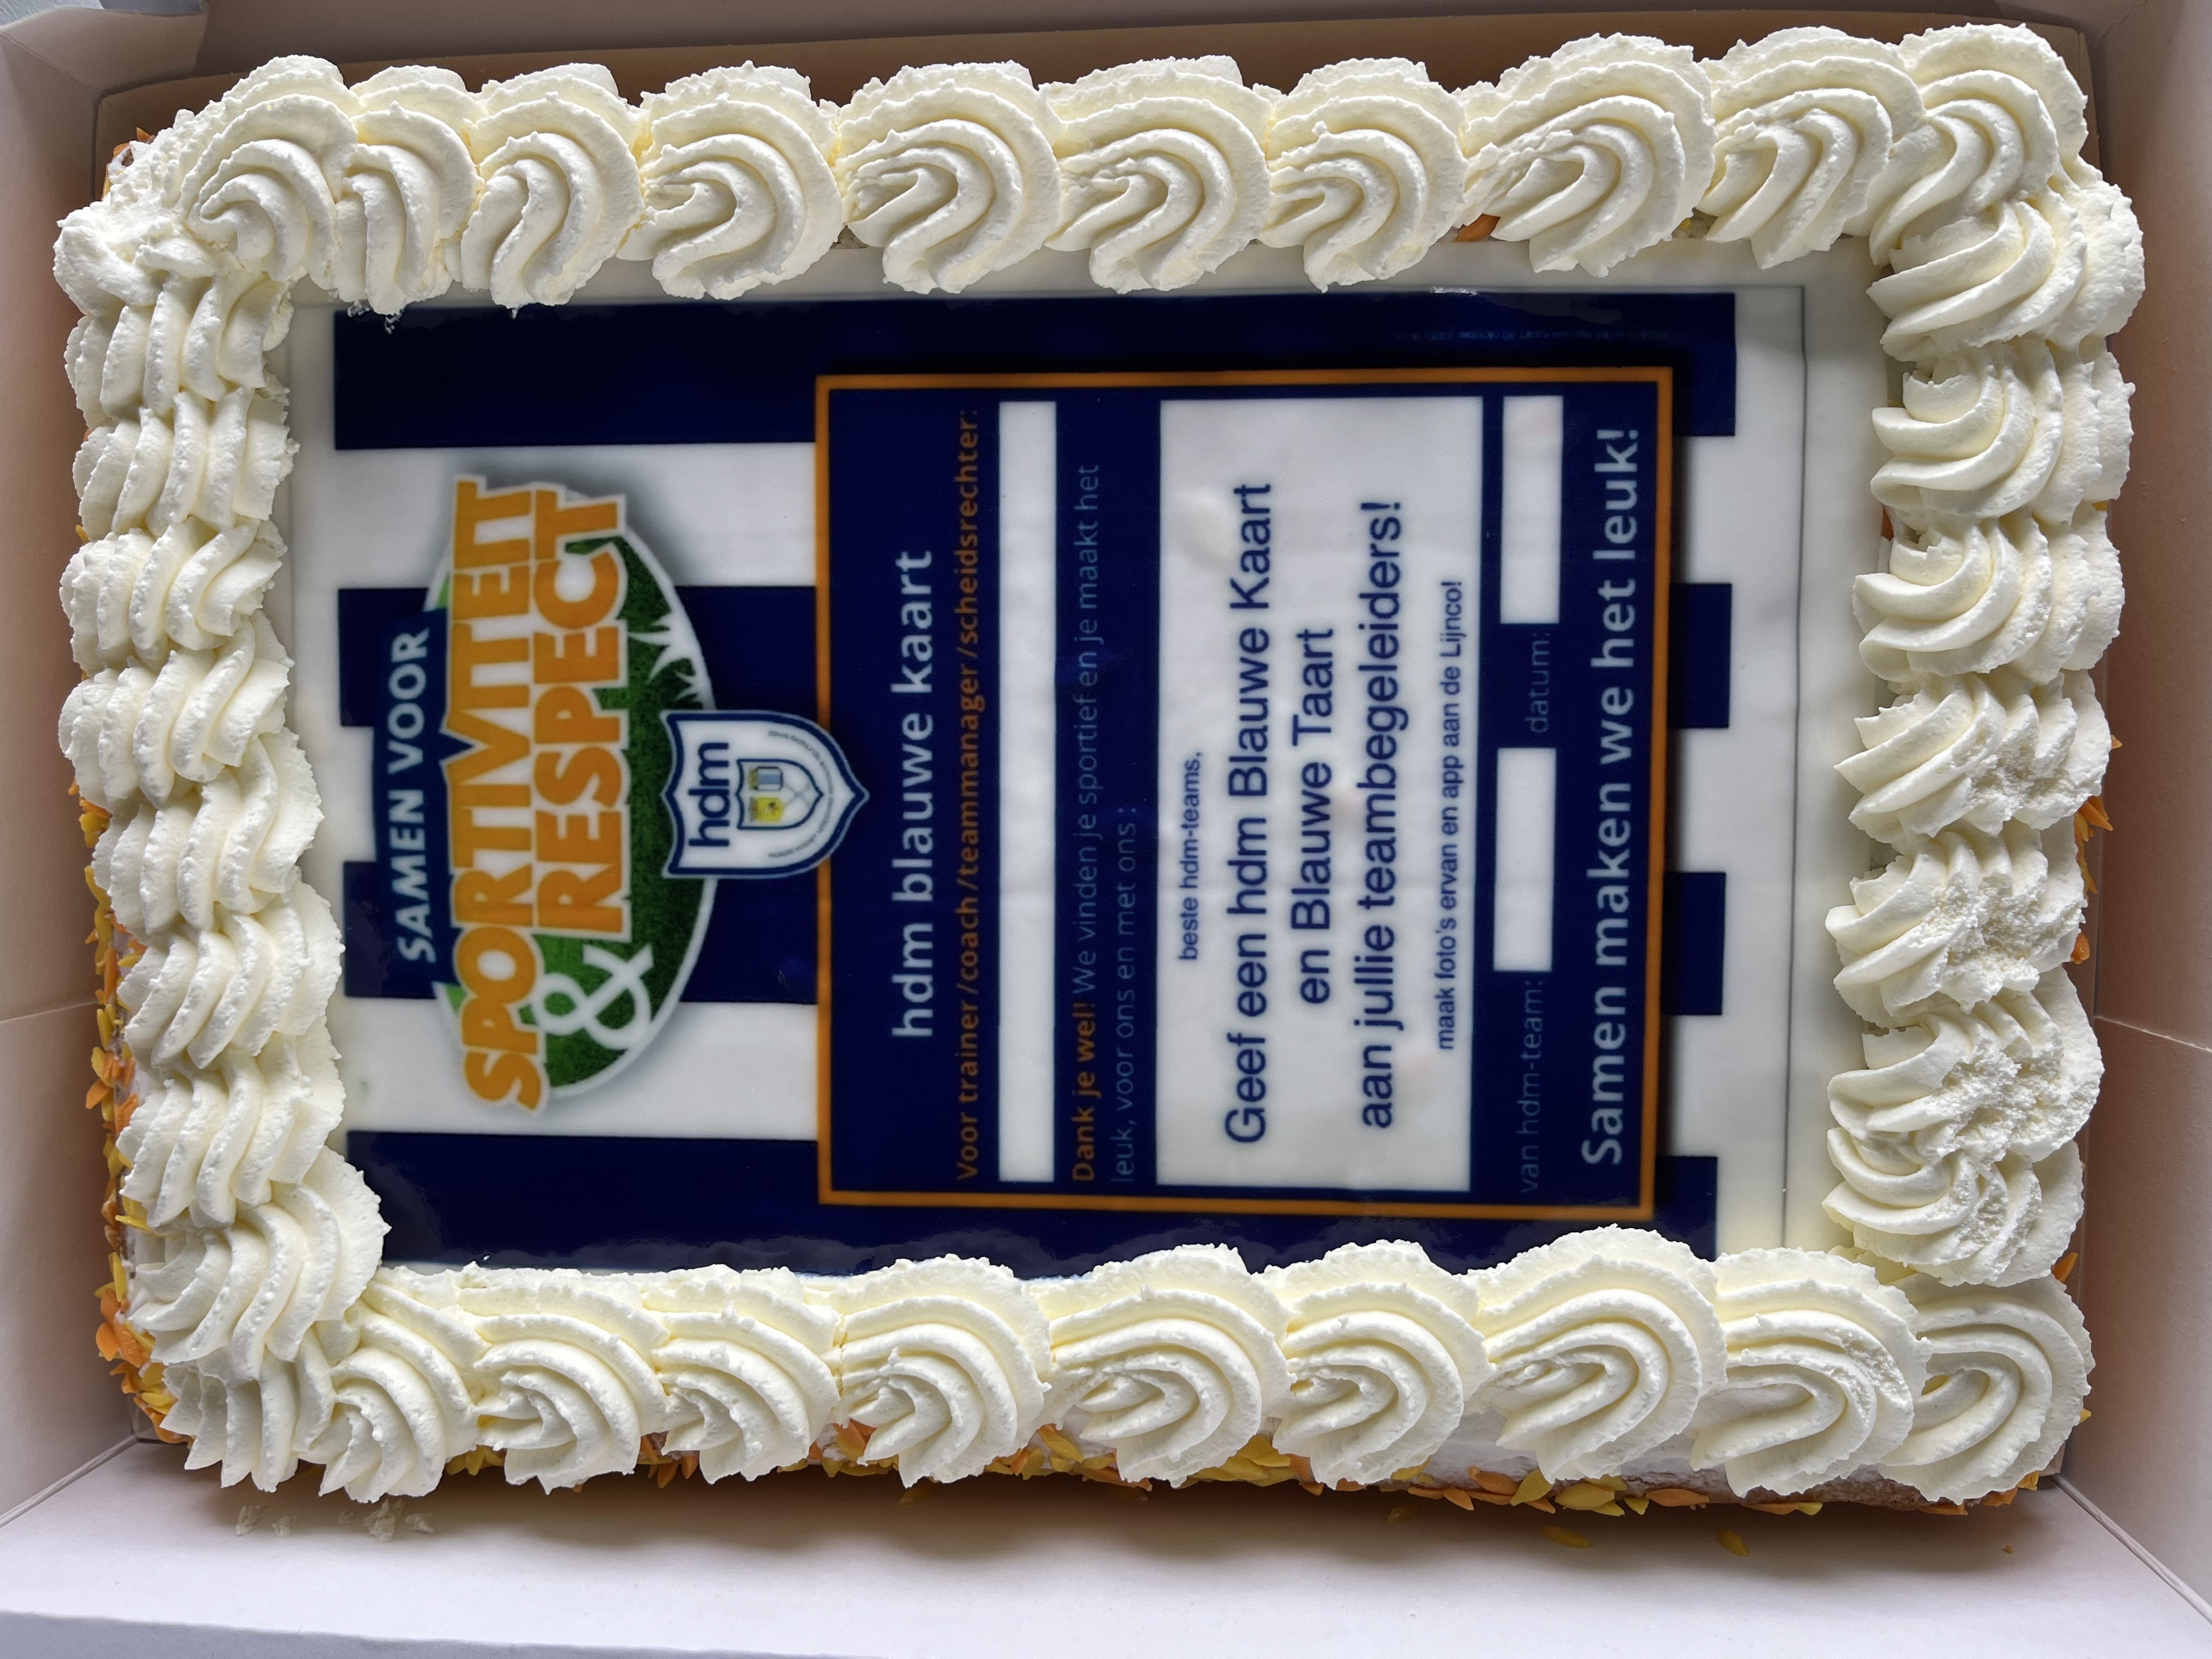 SAMEN VOOR
SPORTIVITEIT
& RESPECT
hdm
hdm blauwe kaart
Voor trainer/coach/teammanager/scheidsrechter:
Dank je wel! We vinden je sportief en je maakt het
leuk, voor ons en met ons:
beste hdm-teams,
Geef een hdm Blauwe Kaart
en Blauwe Taart
aan jullie teambegeleiders!
maak foto's ervan en app aan de Lijnco!
van hdm-team: datum:
Samen maken we het leuk!